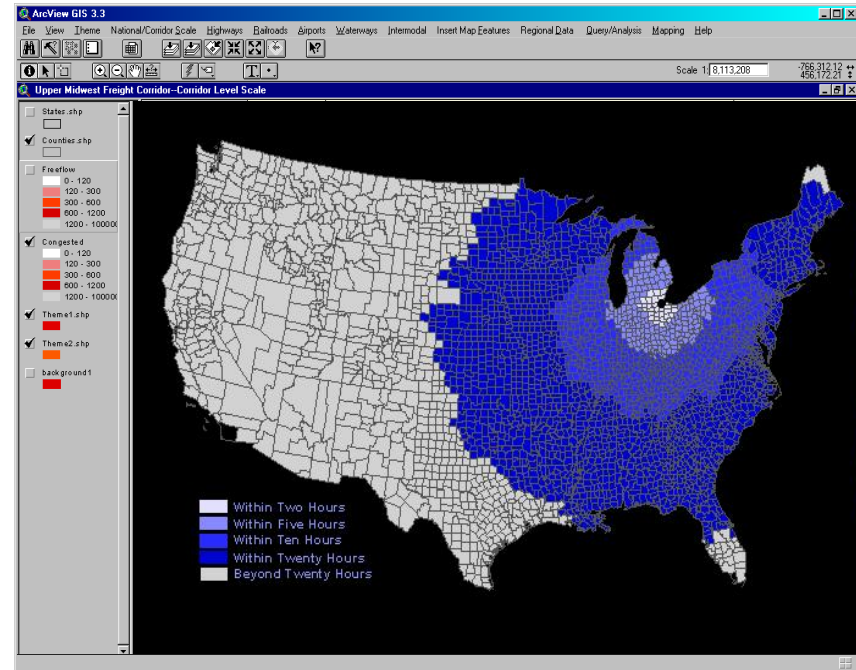 ArcView GIS 3.3
File View Theme National/Corridor Scale Highways Railroads Airports Waterways Intermodal Insert Map Features Regional Data Query/Analysis Mapping Help
Scale 1: 8,113,208
-766,312.12
456,172.21
Upper Midwest Freight Corridor--Corridor Level Scale
States.shp
Counties.shp
Freeflow
0 - 120
120 - 300
300 - 600
600 - 1200
1200 - 100000
Congested
0 - 120
120 - 300
300 - 600
600 - 1200
1200 - 100000
Theme1.shp
Theme2.shp
background1
Within Two Hours
Within Five Hours
Within Ten Hours
Within Twenty Hours
Beyond Twenty Hours